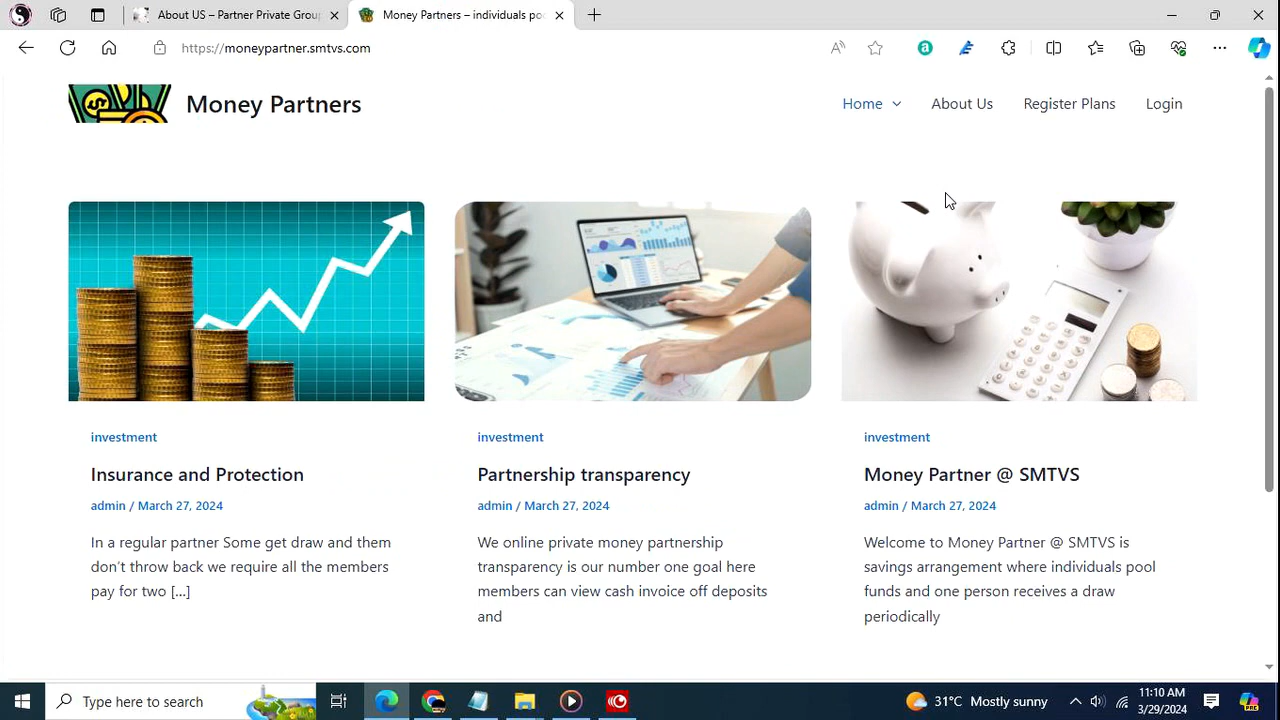 About US – Partner Private Group
Money Partners – individuals poo
https://moneypartner.smtvs.com
Money Partners
Home
About Us
Register Plans
Login
investment
Insurance and Protection
admin / March 27, 2024
In a regular partner Some get draw and them
don’t throw back we require all the members
pay for two [...]
investment
Partnership transparency
admin / March 27, 2024
We online private money partnership
transparency is our number one goal here
members can view cash invoice off deposits
and
investment
Money Partner @ SMTVS
admin / March 27, 2024
Welcome to Money Partner @ SMTVS is
savings arrangement where individuals pool
funds and one person receives a draw
periodically
Type here to search
31°C Mostly sunny
11:10 AM
3/29/2024